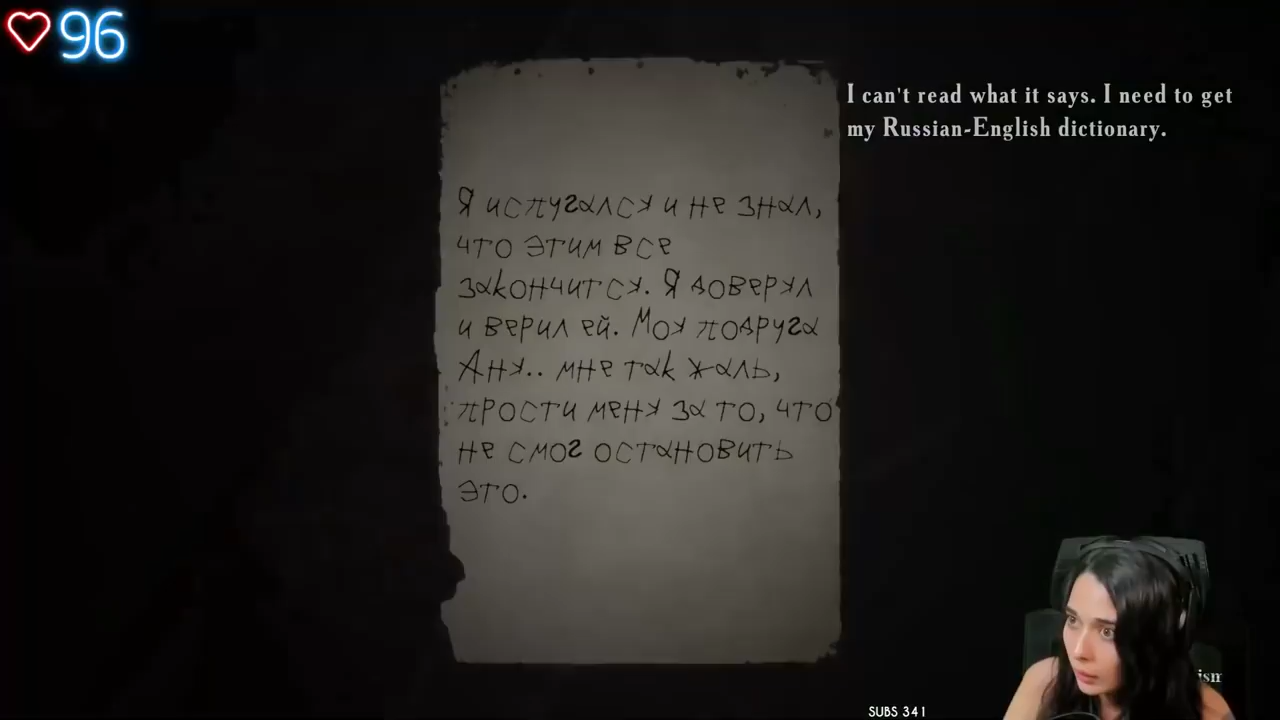 96
I can't read what it says. I need to get
my Russian-English dictionary.
Я испугался и не знал,
что этим все
закончится. Я доверял
и верил ей. Моя подруга
Аня.. мне так жаль,
прости меня за то, что
не смог остановить
это.
ism
SUBS 341